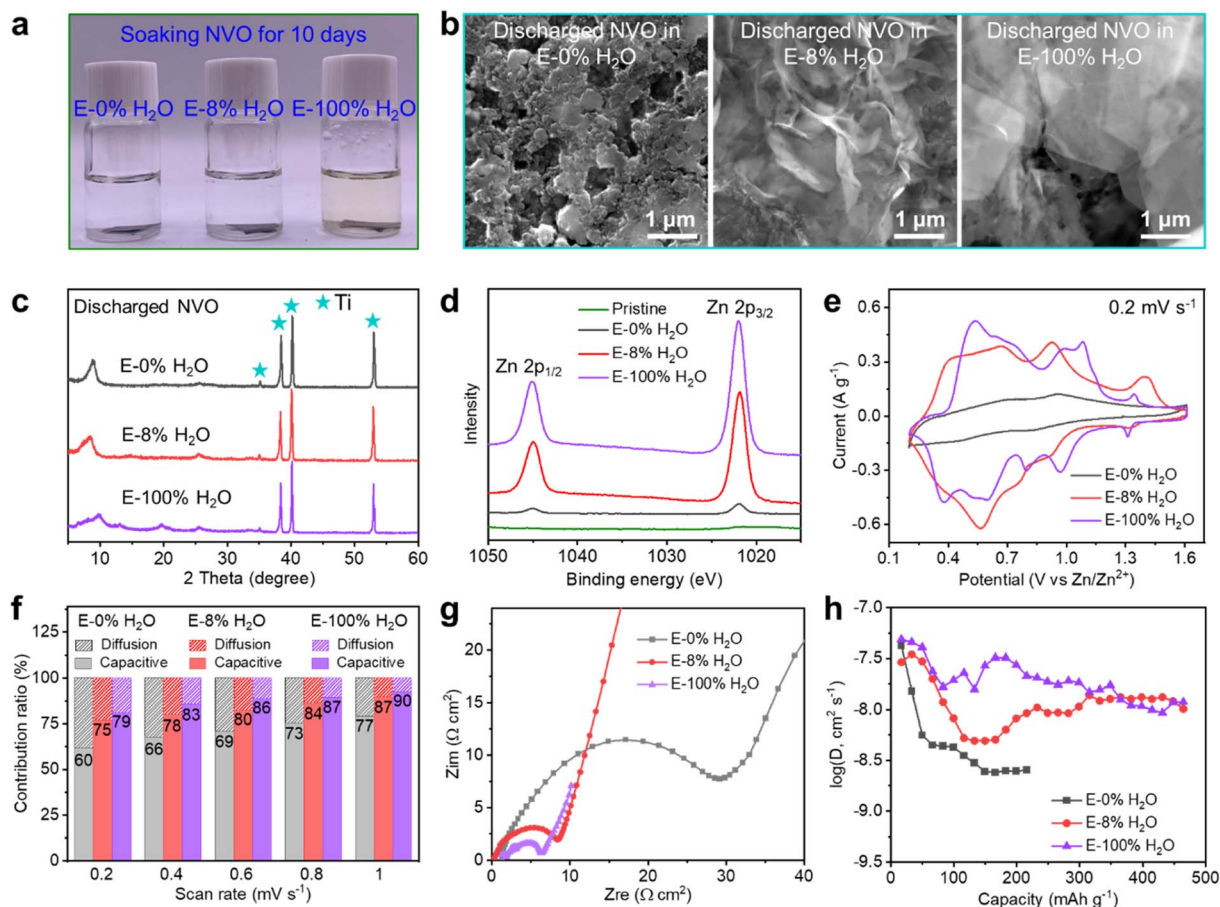 a
Soaking NVO for 10 days
E-0% H₂O E-8% H₂O E-100% H₂O
b
Discharged NVO in
E-0% H₂O
1 μm
Discharged NVO in
E-8% H₂O
1 μm
Discharged NVO in
E-100% H₂O
1 μm
c
Discharged NVO
★ Ti
E-0% H₂O
E-8% H₂O
E-100% H₂O
10 20 30 40 50 60
2 Theta (degree)
d
Pristine
E-0% H₂O
E-8% H₂O
E-100% H₂O
Zn 2p₃/₂
Zn 2p₁/₂
Intensity
1050 1040 1030 1020
Binding energy (eV)
e
0.2 mV s⁻¹
Current (A g⁻¹)
0.6
0.3
0.0
-0.3
-0.6
E-0% H₂O
E-8% H₂O
E-100% H₂O
0.1 0.4 0.7 1.0 1.3 1.6
Potential (V vs Zn/Zn²⁺)
f
E-0% H₂O E-8% H₂O E-100% H₂O
Diffusion Diffusion Diffusion
Capacitive Capacitive Capacitive
Contribution ratio (%)
125
100
75
50
25
0
60 75 79 66 78 83 69 80 86 73 84 87 77 87 90
0.2 0.4 0.6 0.8 1
Scan rate (mV s⁻¹)
g
Zim (Ω cm²)
20
15
10
5
0
E-0% H₂O
E-8% H₂O
E-100% H₂O
0 10 20 30 40
Zre (Ω cm²)
h
log(D, cm² s⁻¹)
-7.0
-7.5
-8.0
-8.5
-9.0
-9.5
E-0% H₂O
E-8% H₂O
E-100% H₂O
0 100 200 300 400 500
Capacity (mAh g⁻¹)